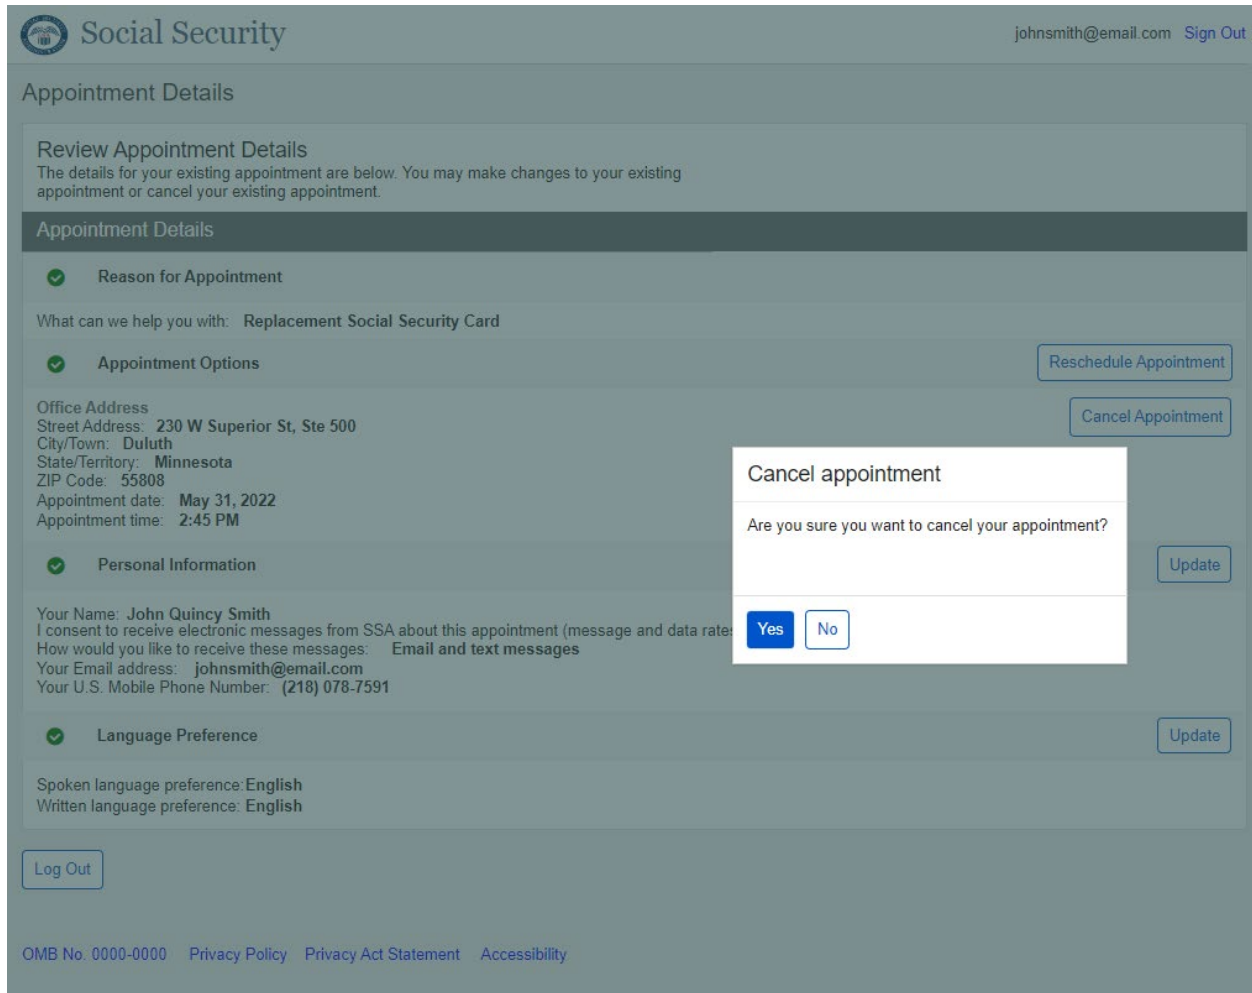 Social Security
johnsmith@email.com Sign Out
Appointment Details
Review Appointment Details
The details for your existing appointment are below. You may make changes to your existing
appointment or cancel your existing appointment.
Appointment Details
Reason for Appointment
What can we help you with: Replacement Social Security Card
Appointment Options
Reschedule Appointment
Office Address
Cancel Appointment
Street Address: 230 W Superior St, Ste 500
City/Town: Duluth
State/Territory: Minnesota
ZIP Code: 55808
Appointment date: May 31, 2022
Appointment time: 2:45 PM
Cancel appointment
Are you sure you want to cancel your appointment?
Yes No
Personal Information
Update
Your Name: John Quincy Smith
I consent to receive electronic messages from SSA about this appointment (message and data rate
How would you like to receive these messages: Email and text messages
Your Email address: johnsmith@email.com
Your U.S. Mobile Phone Number: (218) 078-7591
Language Preference
Update
Spoken language preference: English
Written language preference: English
Log Out
OMB No. 0000-0000 Privacy Policy Privacy Act Statement Accessibility